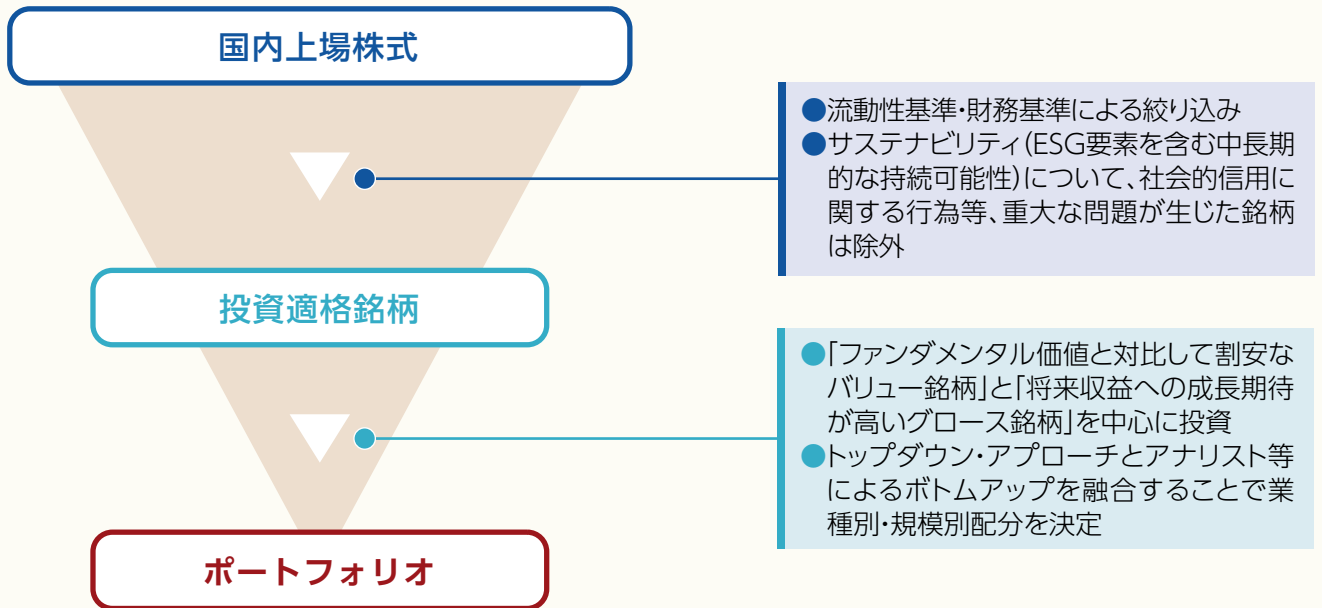 国内上場株式
●流動性基準・財務基準による絞り込み
●サステナビリティ(ESG要素を含む中長期
的な持続可能性)について、社会的信用に
関する行為等、重大な問題が生じた銘柄
は除外
投資適格銘柄
●「ファンダメンタル価値と対比して割安な
バリュー銘柄」と「将来収益への成長期待
が高いグロース銘柄」を中心に投資
●トップダウン・アプローチとアナリスト等
によるボトムアップを融合することで業
種別・規模別配分を決定
ポートフォリオ